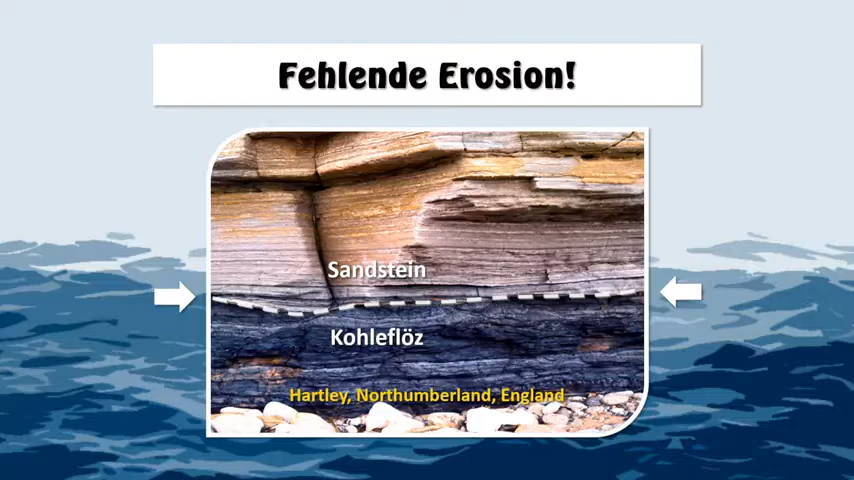 Fehlende Erosion!
Sandstein
Kohleflöz
Hartley, Northumberland, England